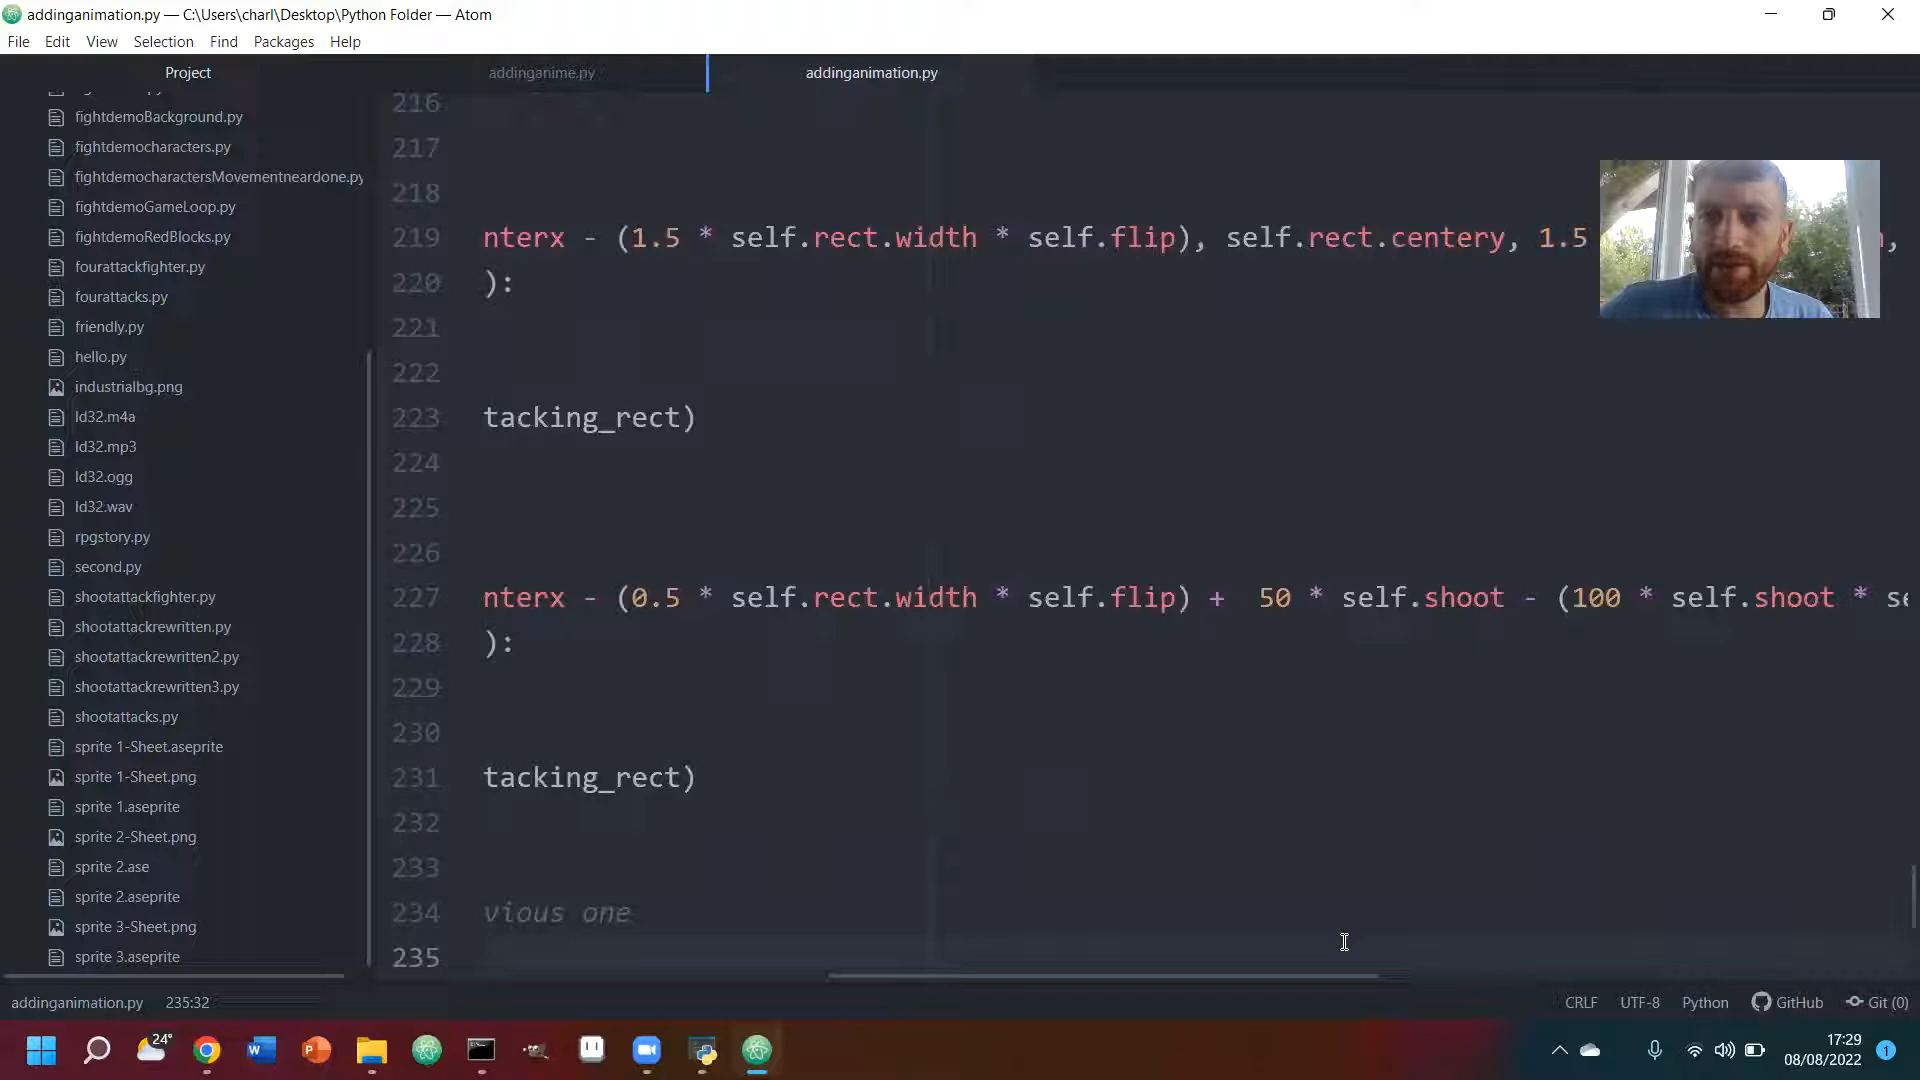 addinganimation.py — C:\Users\charl\Desktop\Python Folder — Atom
File Edit View Selection Find Packages Help
Project
addinganime.py
addinganimation.py
fightdemoBackground.py
fightdemocharacters.py
fightdemocharactersMovementneardone.py
fightdemoGameLoop.py
fightdemoRedBlocks.py
fourattackfighter.py
fourattacks.py
friendly.py
hello.py
industrialbg.png
ld32.m4a
ld32.mp3
ld32.ogg
ld32.wav
rpgstory.py
second.py
shootattackfighter.py
shootattackrewritten.py
shootattackrewritten2.py
shootattackrewritten3.py
shootattacks.py
sprite 1-Sheet.aseprite
sprite 1-Sheet.png
sprite 1.aseprite
sprite 2-Sheet.png
sprite 2.ase
sprite 2.aseprite
sprite 3-Sheet.png
sprite 3.aseprite
216
217
218
219 nterx - (1.5 * self.rect.width * self.flip), self.rect.centery, 1.5
220 ):
221
222
223 tacking_rect)
224
225
226
227 nterx - (0.5 * self.rect.width * self.flip) + 50 * self.shoot - (100 * self.shoot * se
228 ):
229
230
231 tacking_rect)
232
233
234 vious one
235
addinganimation.py 235:32
CRLF UTF-8 Python GitHub Git (0)
24°
17:29
08/08/2022
1